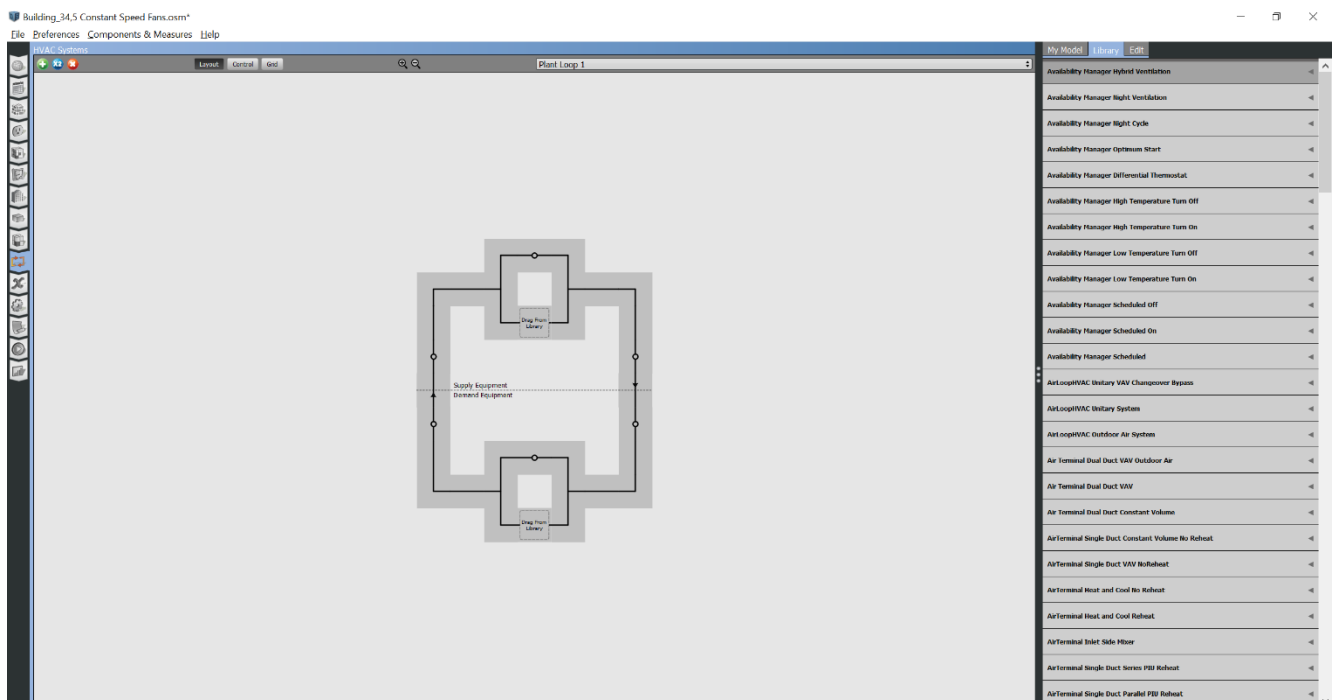 Building_34,5 Constant Speed Fans.osm*
File Preferences Components & Measures Help
HVAC Systems
My Model Library Edit
x2
Layout Control Grid
Plant Loop 1
Availability Manager Hybrid Ventilation
Availability Manager Night Ventilation
Availability Manager Night Cycle
Availability Manager Optimum Start
Availability Manager Differential Thermostat
Availability Manager High Temperature Turn Off
Availability Manager High Temperature Turn On
Availability Manager Low Temperature Turn Off
Availability Manager Low Temperature Turn On
Availability Manager Scheduled Off
Availability Manager Scheduled On
Availability Manager Scheduled
AirLoopHVAC Unitary VAV Changeover Bypass
AirLoopHVAC Unitary System
AirLoopHVAC Outdoor Air System
Air Terminal Dual Duct VAV Outdoor Air
Air Terminal Dual Duct VAV
Air Terminal Dual Duct Constant Volume
AirTerminal Single Duct Constant Volume No Reheat
AirTerminal Single Duct VAV NoReheat
AirTerminal Heat and Cool No Reheat
AirTerminal Heat and Cool Reheat
AirTerminal Inlet Side Mixer
AirTerminal Single Duct Series PIU Reheat
AirTerminal Single Duct Parallel PIU Reheat
Drag From
Library
Supply Equipment
Demand Equipment
Drag From
Library